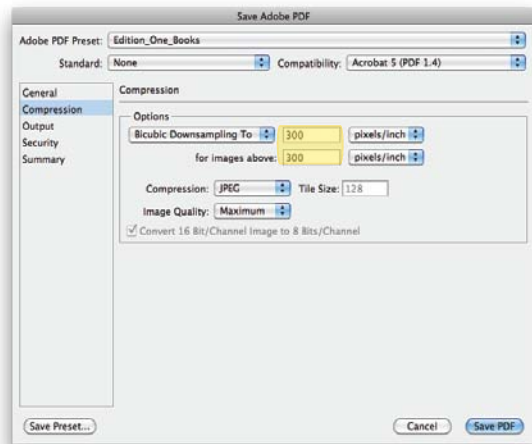 Save Adobe PDF
Adobe PDF Preset: Edition_One_Books
Standard: None Compatibility: Acrobat 5 (PDF 1.4)
General
Compression
Output
Security
Summary
Compression
Options
Bicubic Downsampling To 300 pixels/inch
for images above: 300 pixels/inch
Compression: JPEG Tile Size: 128
Image Quality: Maximum
Convert 16 Bit/Channel Image to 8 Bits/Channel
Save Preset... Cancel Save PDF